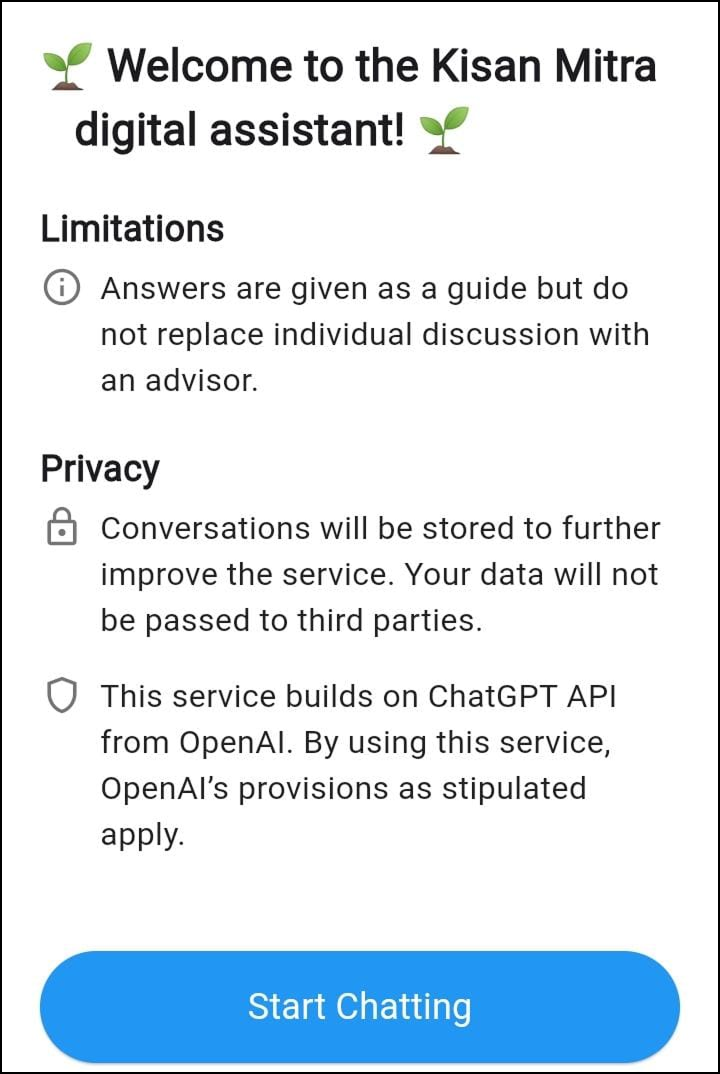 🌱 Welcome to the Kisan Mitra
digital assistant! 🌱
Limitations
Answers are given as a guide but do
not replace individual discussion with
an advisor.
Privacy
Conversations will be stored to further
improve the service. Your data will not
be passed to third parties.
This service builds on ChatGPT API
from OpenAI. By using this service,
OpenAI’s provisions as stipulated
apply.
Start Chatting